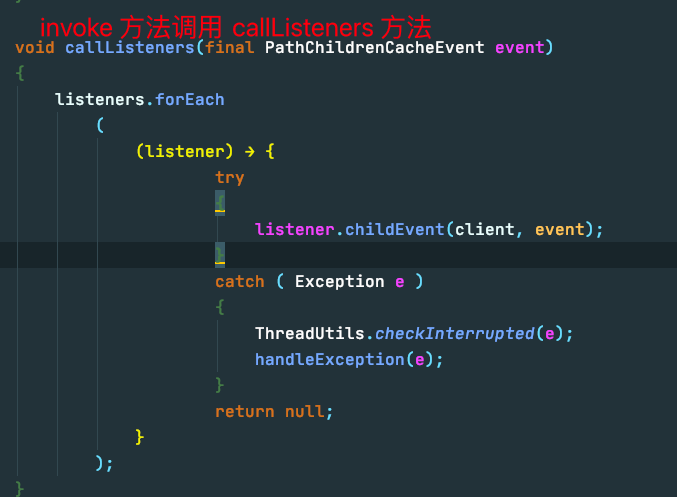 }
invoke 方法调用 callListeners 方法
void callListeners(final PathChildrenCacheEvent event)
{
listeners.forEach
(
(listener) → {
try
{
listener.childEvent(client, event);
}
catch ( Exception e )
{
ThreadUtils.checkInterrupted(e);
handleException(e);
}
return null;
}
);
}